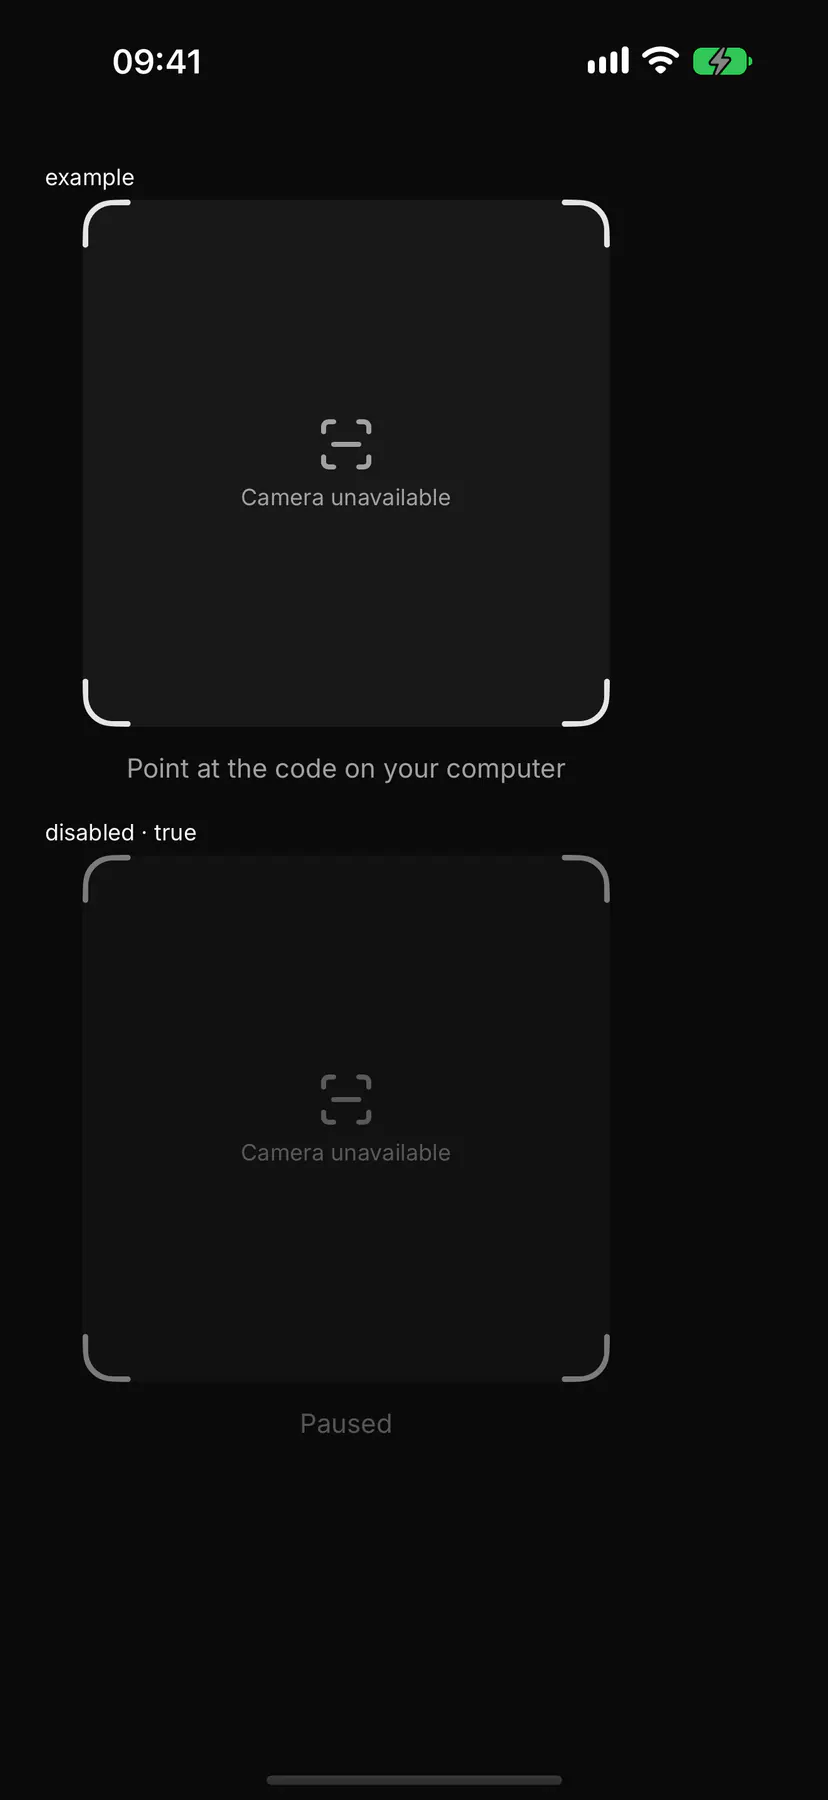 09:41
example
Camera unavailable
Point at the code on your computer
disabled · true
Camera unavailable
Paused